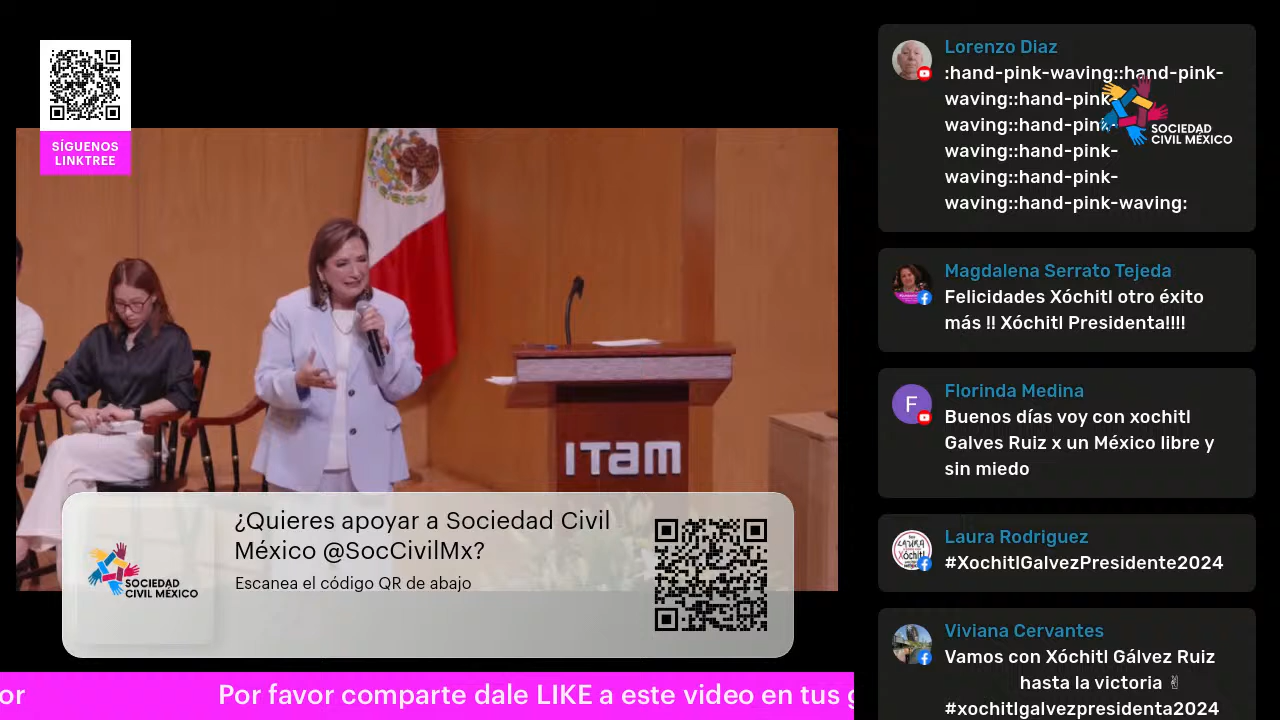 SÍGUENOS
LINKTREE
ITAM
¿Quieres apoyar a Sociedad Civil
México @SocCivilMx?
Escanea el código QR de abajo
SOCIEDAD
CIVIL MÉXICO
or
Por favor comparte dale LIKE a este video en tus g
Lorenzo Diaz
:hand-pink-waving::hand-pink-
waving::hand-pink-
waving::hand-pink-
waving::hand-pink-
waving::hand-pink-
waving::hand-pink-waving:
SOCIEDAD
CIVIL MÉXICO
Magdalena Serrato Tejeda
Felicidades Xóchitl otro éxito
más !! Xóchitl Presidenta!!!!
F
Florinda Medina
Buenos días voy con xochitl
Galves Ruiz x un México libre y
sin miedo
Laura Rodriguez
#XochitlGalvezPresidente2024
Viviana Cervantes
Vamos con Xóchitl Gálvez Ruiz
hasta la victoria ✌
#xochitlgalvezpresidenta2024